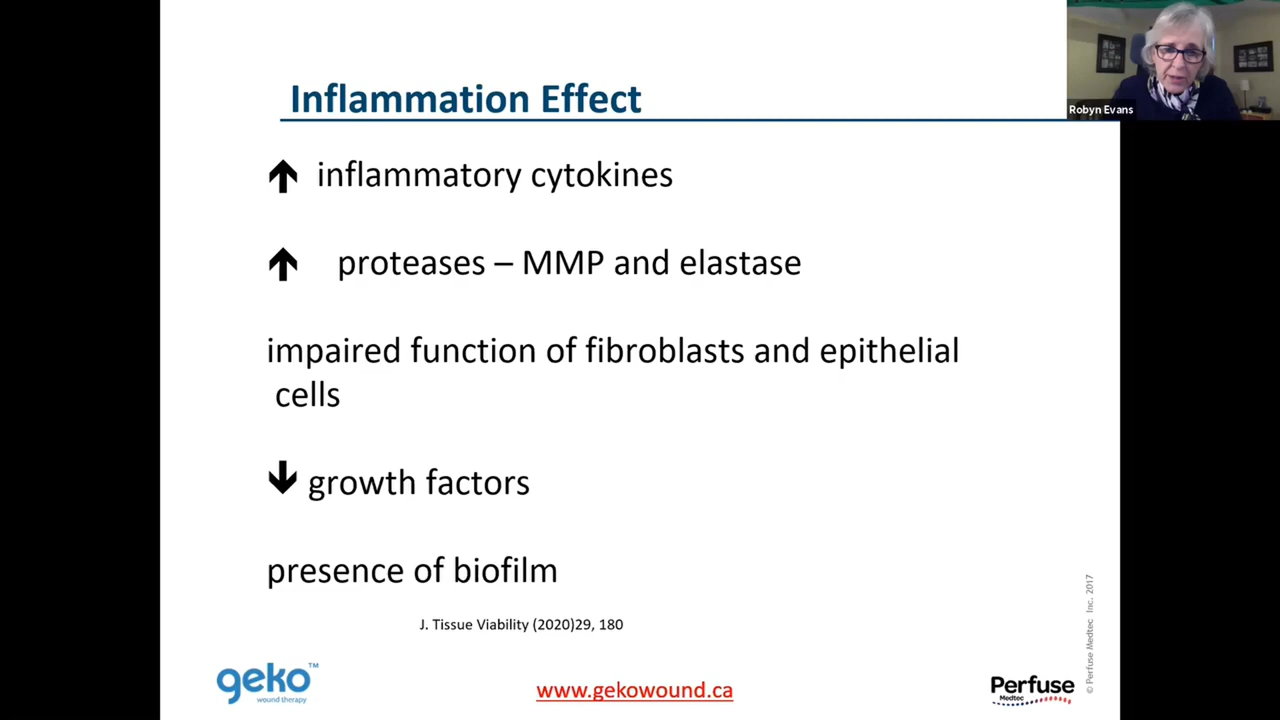 Inflammation Effect
Robyn Evans
↑ inflammatory cytokines
↑ proteases – MMP and elastase
impaired function of fibroblasts and epithelial
cells
↓ growth factors
presence of biofilm
J. Tissue Viability (2020)29, 180
© Perfuse Medtec Inc. 2017
geko™
wound therapy
www.gekowound.ca
Perfuse
Medtec